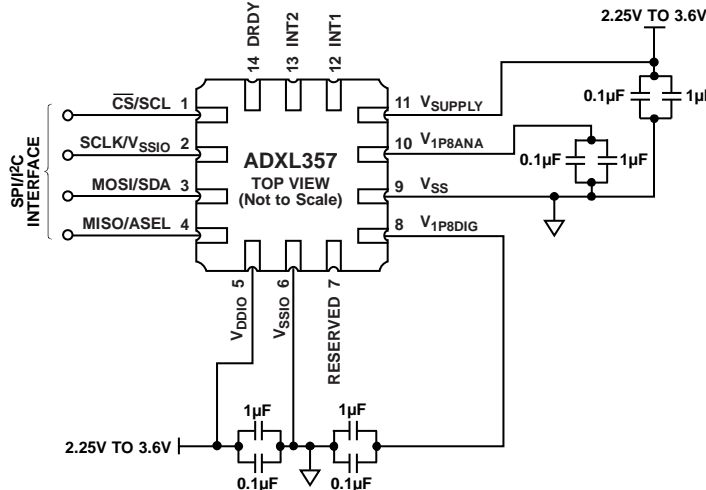 2.25V TO 3.6V
14 DRDY
13 INT2
12 INT1
CS/SCL 1
11 VSUPPLY
0.1µF
1µF
SCLK/VSSIO 2
ADXL357
10 V1P8ANA
0.1µF
1µF
SPI/I2C
INTERFACE
TOP VIEW
MOSI/SDA 3
(Not to Scale)
9 VSS
MISO/ASEL 4
8 V1P8DIG
VDDIO 5
VSSIO 6
RESERVED 7
1µF
1µF
2.25V TO 3.6V
0.1µF
0.1µF